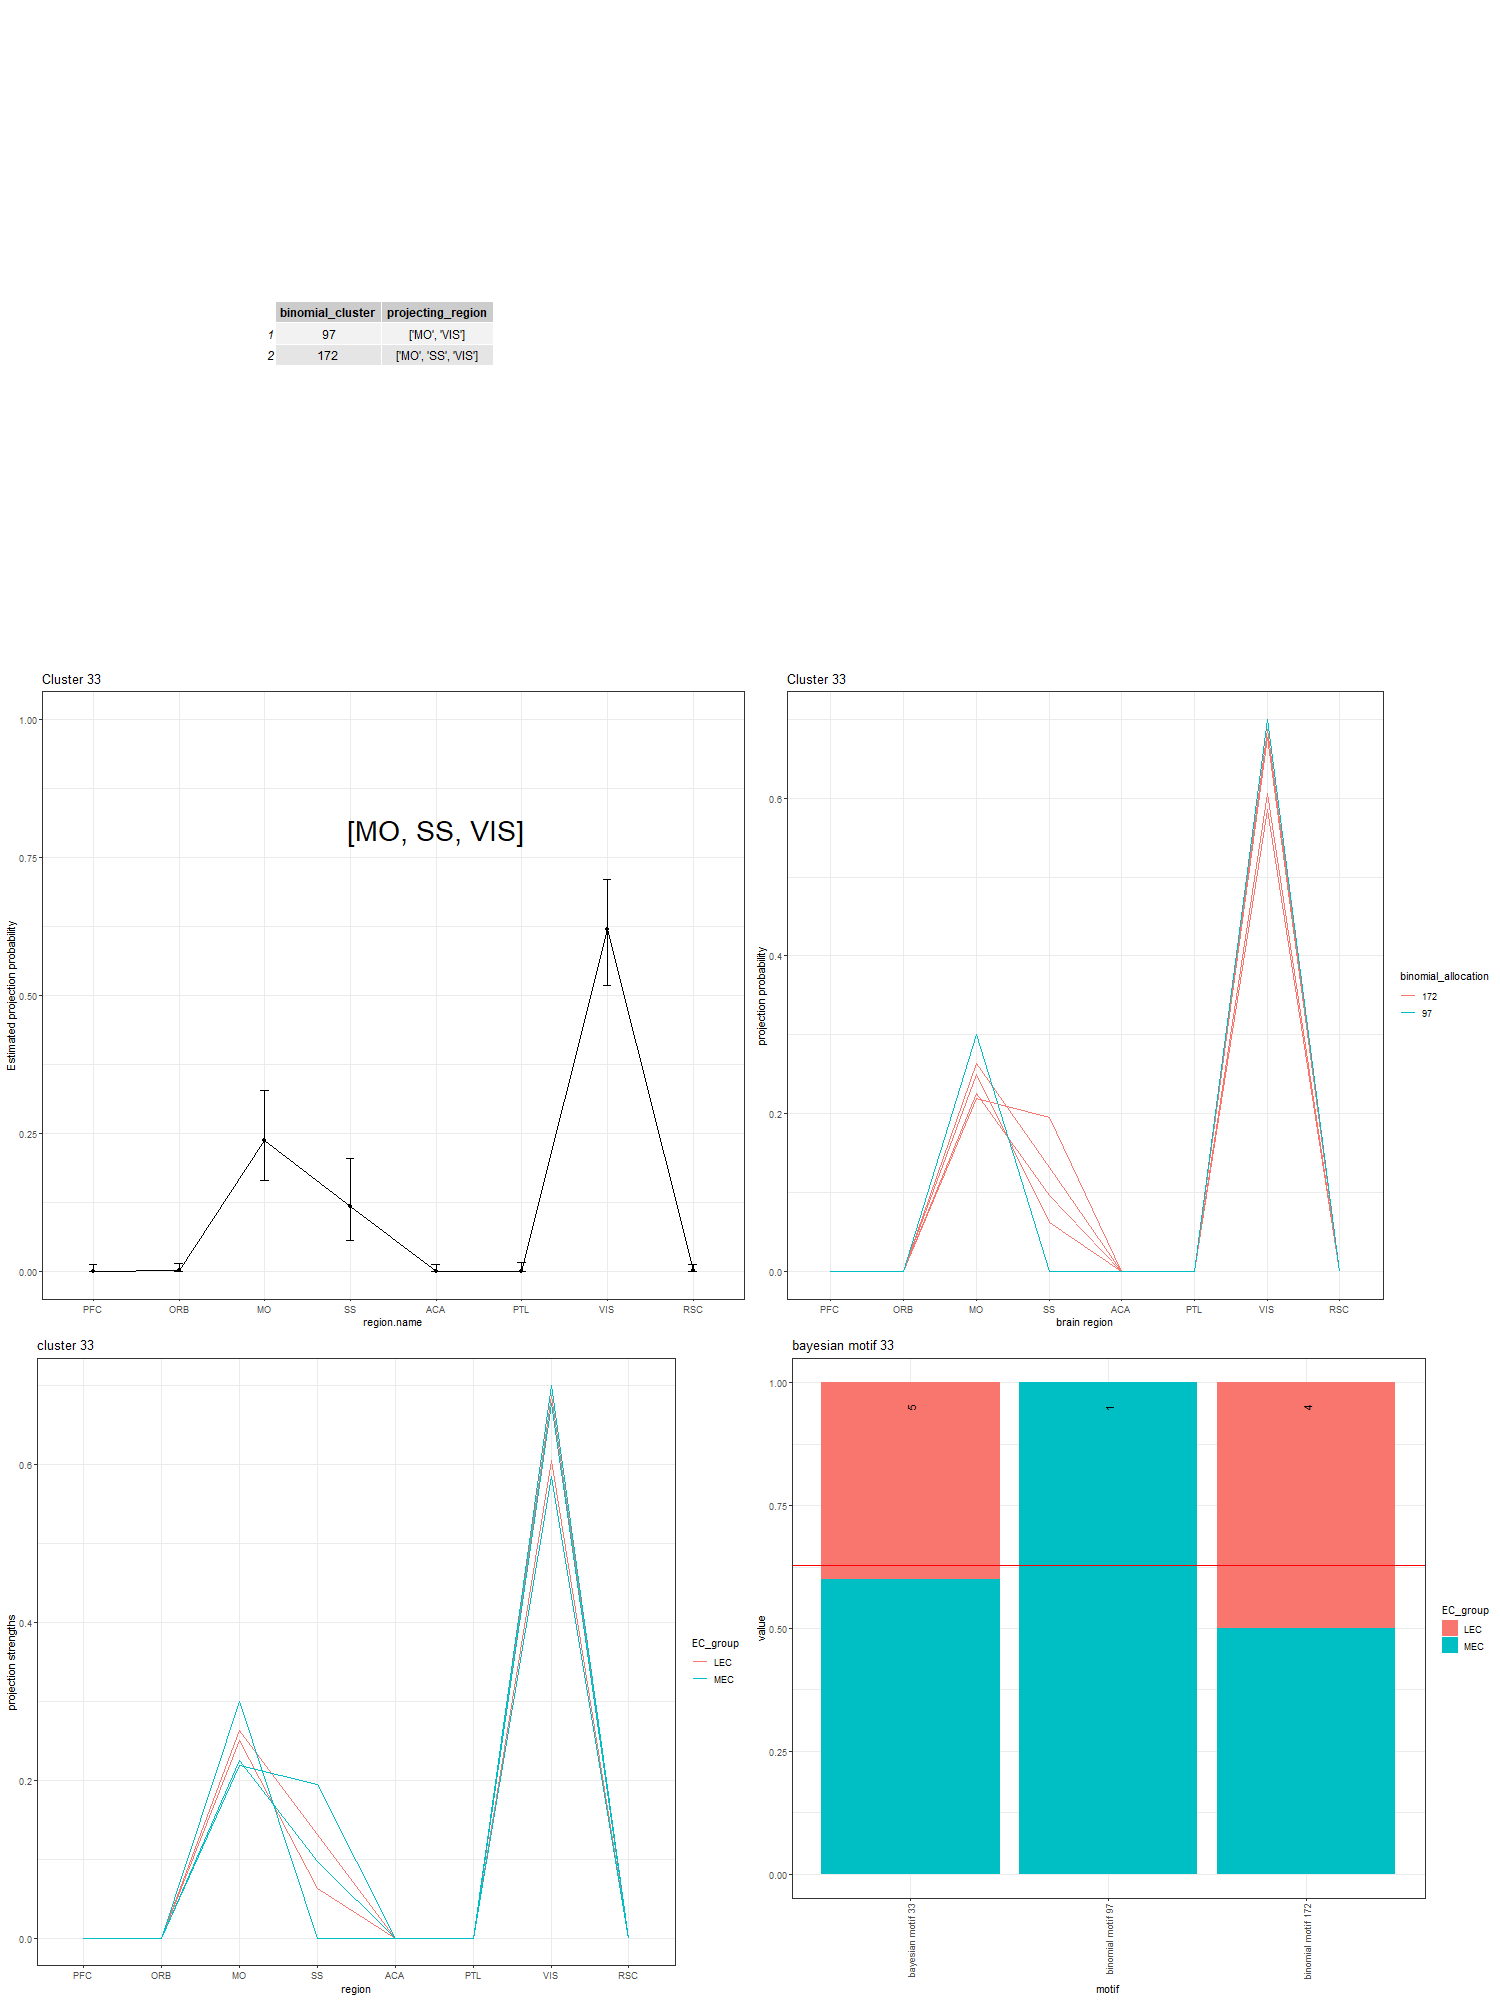 binomial_cluster projecting_region
1 97 ['MO', 'VIS']
2 172 ['MO', 'SS', 'VIS']
Cluster 33
1.00
0.75
0.50
0.25
0.00
Estimated projection probability
[MO, SS, VIS]
PFC ORB MO SS ACA PTL VIS RSC
region.name
Cluster 33
0.6
0.4
0.2
0.0
projection probability
PFC ORB MO SS ACA PTL VIS RSC
brain region
binomial_allocation
172
97
cluster 33
0.6
0.4
0.2
0.0
projection strengths
PFC ORB MO SS ACA PTL VIS RSC
region
EC_group
LEC
MEC
bayesian motif 33
1.00
0.75
0.50
0.25
0.00
value
5
1
4
bayesian motif 33
binomial motif 97
binomial motif 172
motif
EC_group
LEC
MEC